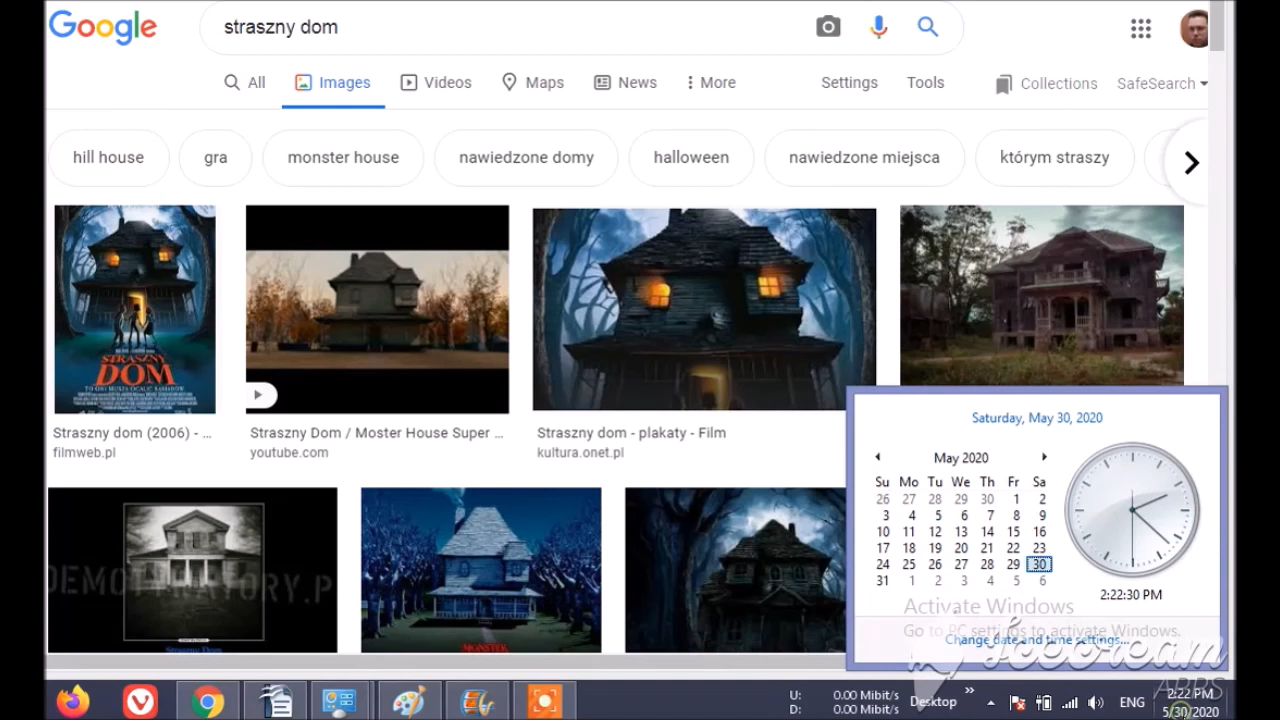 Google
straszny dom
All
Images
Videos
Maps
News
More
Settings
Tools
Collections
SafeSearch
hill house
gra
monster house
nawiedzone domy
halloween
nawiedzone miejsca
którym straszy
STRASZNY
DOM
Straszny dom (2006) - ...
filmweb.pl
Straszny Dom / Moster House Super ...
youtube.com
Straszny dom - plakaty - Film
kultura.onet.pl
DEMOTYWATORY.P
Straszny Dom
MONSTER
Saturday, May 30, 2020
May 2020
Su Mo Tu We Th Fr Sa
26 27 28 29 30 1 2
3 4 5 6 7 8 9
10 11 12 13 14 15 16
17 18 19 20 21 22 23
24 25 26 27 28 29 30
31 1 2 3 4 5 6
2:22:30 PM
Activate Windows
Go to PC settings to activate Windows.
Change date and time settings...
Icecream
APPS
U: 0.00 Mibit/s
D: 0.00 Mibit/s
Desktop
ENG
2:22 PM
5/30/2020